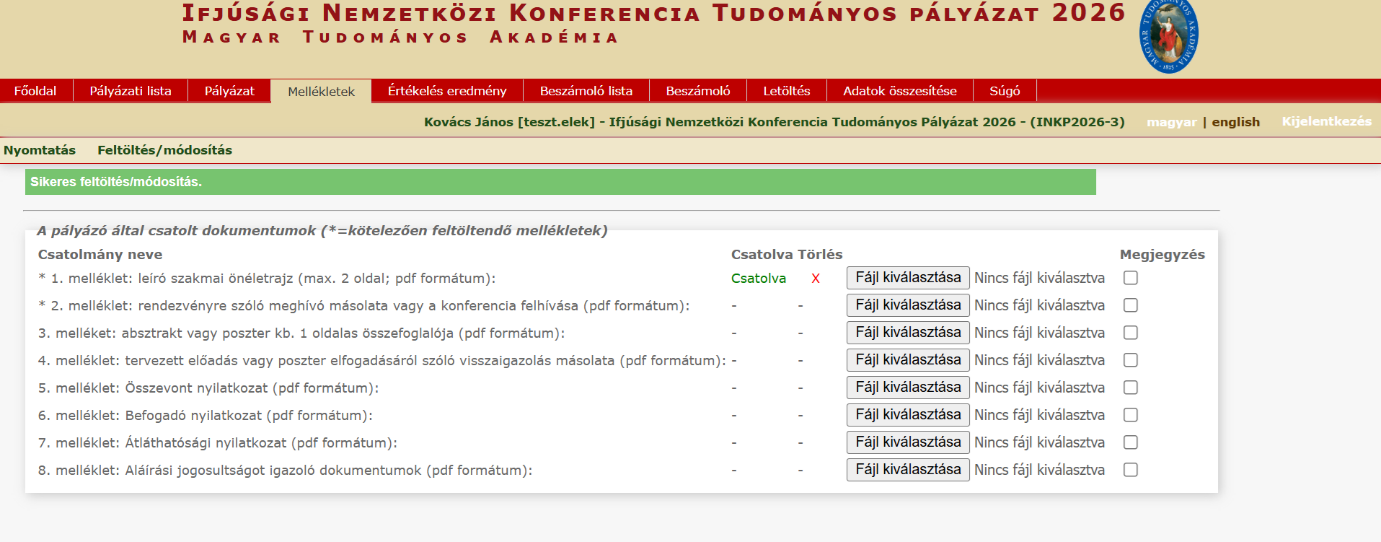 Ifjúsági Nemzetközi Konferencia Tudományos pályázat 2026
Magyar Tudományos Akadémia
MAGYAR TUDOMÁNYOS AKADÉMIA · 1825 ·
Főoldal Pályázati lista Pályázat Mellékletek Értékelés eredmény Beszámoló lista Beszámoló Letöltés Adatok összesítése Súgó
Kovács János [teszt.elek] - Ifjúsági Nemzetközi Konferencia Tudományos Pályázat 2026 - (INKP2026-3) magyar | english Kijelentkezés
Nyomtatás Feltöltés/módosítás
Sikeres feltöltés/módosítás.
A pályázó által csatolt dokumentumok (*=kötelezően feltöltendő mellékletek)
Csatolmány neve Csatolva Törlés Megjegyzés
* 1. melléklet: leíró szakmai önéletrajz (max. 2 oldal; pdf formátum): Csatolva X Fájl kiválasztása Nincs fájl kiválasztva
* 2. melléklet: rendezvényre szóló meghívó másolata vagy a konferencia felhívása (pdf formátum): - - Fájl kiválasztása Nincs fájl kiválasztva
3. melléket: absztrakt vagy poszter kb. 1 oldalas összefoglalója (pdf formátum): - - Fájl kiválasztása Nincs fájl kiválasztva
4. melléklet: tervezett előadás vagy poszter elfogadásáról szóló visszaigazolás másolata (pdf formátum): - - Fájl kiválasztása Nincs fájl kiválasztva
5. melléklet: Összevont nyilatkozat (pdf formátum): - - Fájl kiválasztása Nincs fájl kiválasztva
6. melléklet: Befogadó nyilatkozat (pdf formátum): - - Fájl kiválasztása Nincs fájl kiválasztva
7. melléklet: Átláthatósági nyilatkozat (pdf formátum): - - Fájl kiválasztása Nincs fájl kiválasztva
8. melléklet: Aláírási jogosultságot igazoló dokumentumok (pdf formátum): - - Fájl kiválasztása Nincs fájl kiválasztva